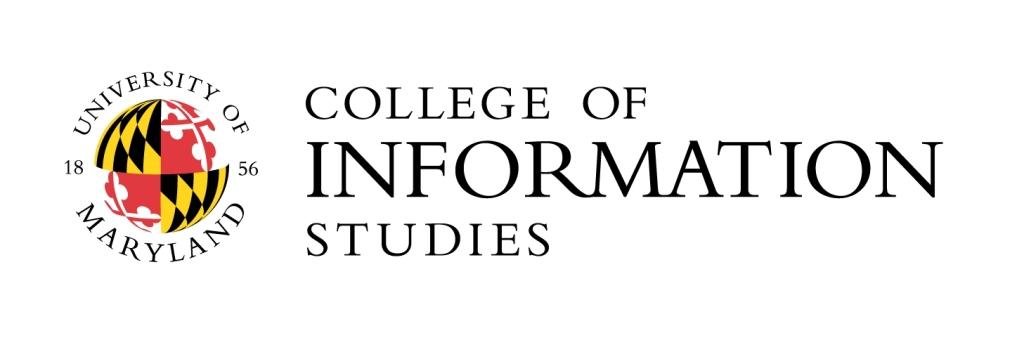 UNIVERSITY OF
18 56
MARYLAND
COLLEGE OF
INFORMATION
STUDIES